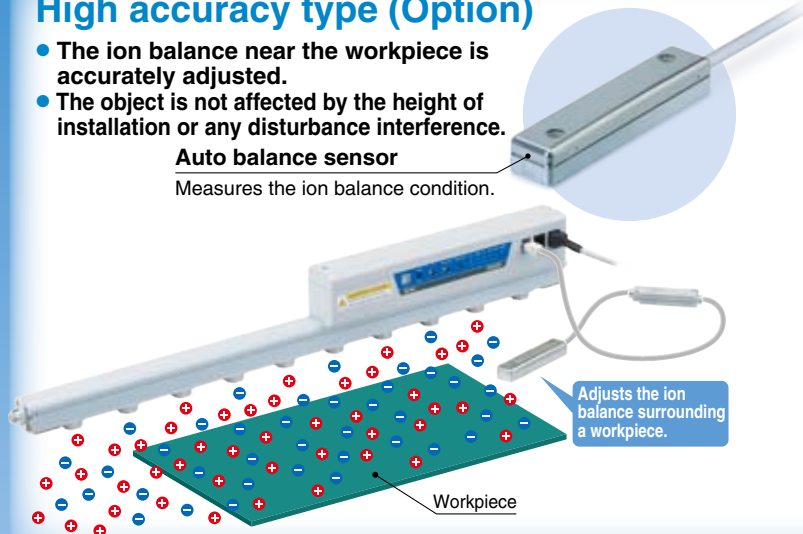 High accuracy type (Option)
● The ion balance near the workpiece is
accurately adjusted.
● The object is not affected by the height of
installation or any disturbance interference.
Auto balance sensor
Measures the ion balance condition.
Adjusts the ion
balance surrounding
a workpiece.
Workpiece